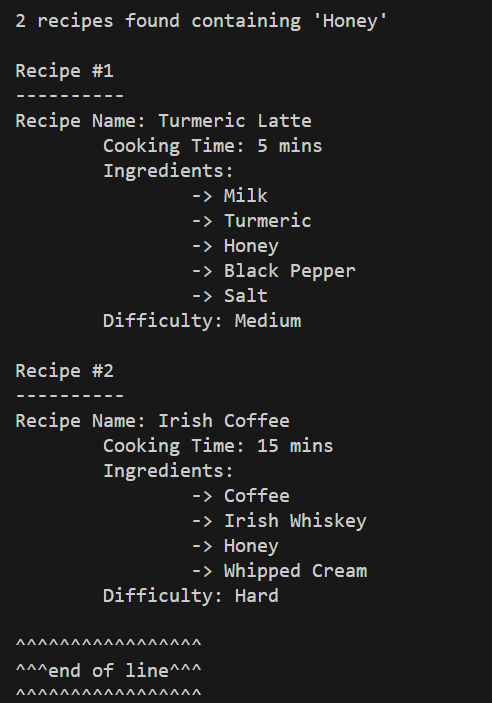 2 recipes found containing 'Honey'

Recipe #1
----------
Recipe Name: Turmeric Latte
        Cooking Time: 5 mins
        Ingredients:
                -> Milk
                -> Turmeric
                -> Honey
                -> Black Pepper
                -> Salt
        Difficulty: Medium

Recipe #2
----------
Recipe Name: Irish Coffee
        Cooking Time: 15 mins
        Ingredients:
                -> Coffee
                -> Irish Whiskey
                -> Honey
                -> Whipped Cream
        Difficulty: Hard

^^^^^^^^^^^^^^^^^
^^^end of line^^^
^^^^^^^^^^^^^^^^^